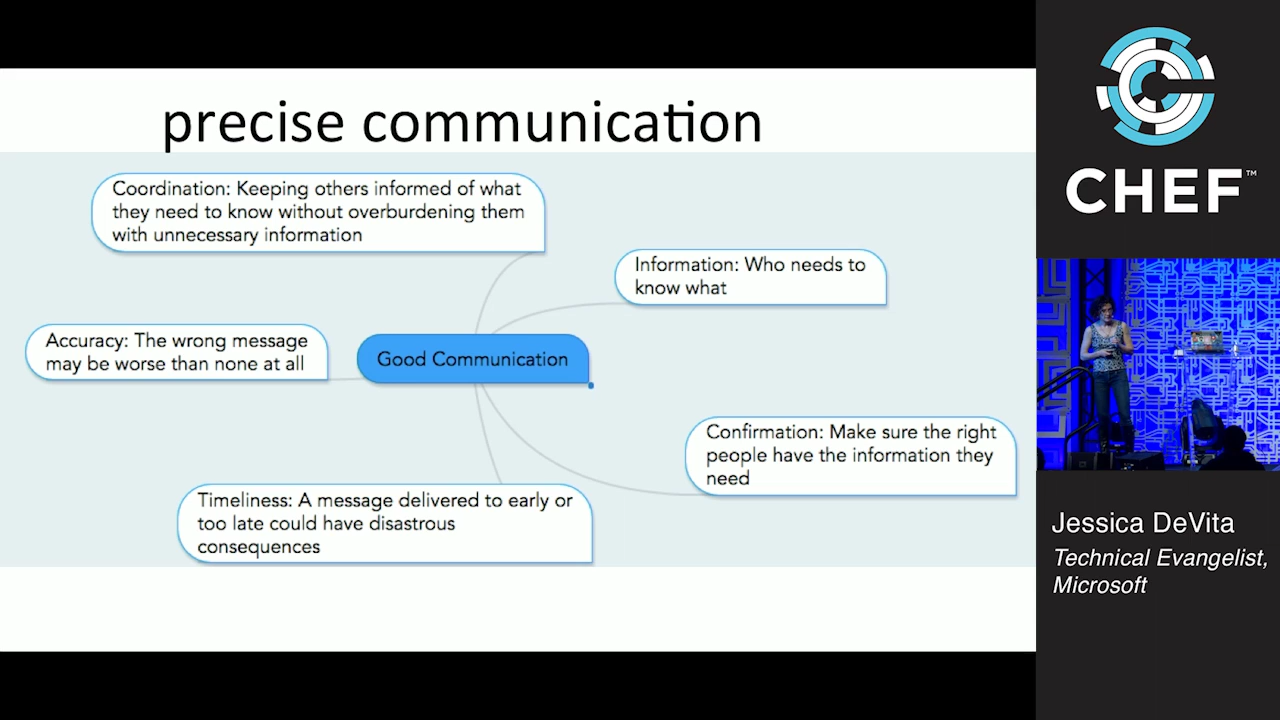 precise communication
Coordination: Keeping others informed of what
they need to know without overburdening them
with unnecessary information
Information: Who needs to
know what
Accuracy: The wrong message
may be worse than none at all
Good Communication
Confirmation: Make sure the right
people have the information they
need
Timeliness: A message delivered to early or
too late could have disastrous
consequences
CHEF™
Jessica DeVita
Technical Evangelist,
Microsoft